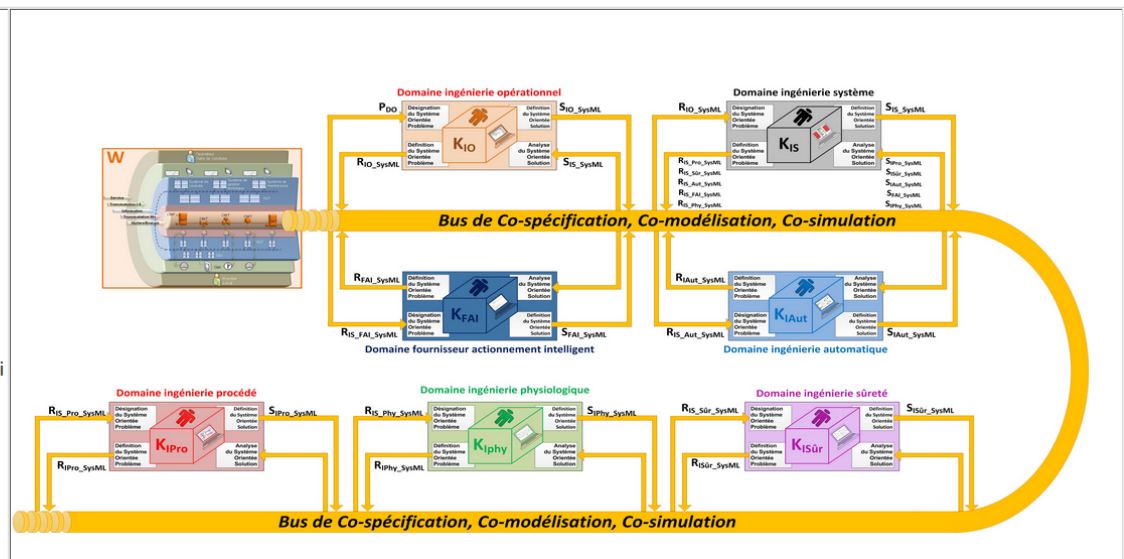 Domaine ingénierie opérationnel
Domaine ingénierie système
P_DO
Désignation
du Système
Orientée
Problème
Définition
du Système
Orientée
Solution
S_IO_SysML
K_IO
R_IO_SysML
Définition
du Système
Orientée
Problème
Analyse
du Système
Orientée
Solution
S_IS_SysML
R_IO_SysML
Désignation
du Système
Orientée
Problème
Définition
du Système
Orientée
Solution
S_IS_SysML
K_IS
Définition
du Système
Orientée
Problème
Analyse
du Système
Orientée
Solution
R_IS_Pro_SysML
R_IS_Sûr_SysML
R_IS_Aut_SysML
R_IS_FAI_SysML
R_IS_Phy_SysML
S_IPro_SysML
S_ISûr_SysML
S_IAut_SysML
S_FAI_SysML
S_IPhy_SysML
W
Bus de Co-spécification, Co-modélisation, Co-simulation
R_FAI_SysML
Définition
du Système
Orientée
Problème
Analyse
du Système
Orientée
Solution
K_FAI
R_IS_FAI_SysML
Désignation
du Système
Orientée
Problème
Définition
du Système
Orientée
Solution
S_FAI_SysML
Domaine fournisseur actionnement intelligent
R_IAut_SysML
Définition
du Système
Orientée
Problème
Analyse
du Système
Orientée
Solution
K_IAut
R_IS_Aut_SysML
Désignation
du Système
Orientée
Problème
Définition
du Système
Orientée
Solution
S_IAut_SysML
Domaine ingénierie automatique
i
Domaine ingénierie procédé
Domaine ingénierie physiologique
Domaine ingénierie sûreté
R_IS_Pro_SysML
Désignation
du Système
Orientée
Problème
Définition
du Système
Orientée
Solution
S_IPro_SysML
K_IPro
R_IPro_SysML
Définition
du Système
Orientée
Problème
Analyse
du Système
Orientée
Solution
R_IS_Phy_SysML
Désignation
du Système
Orientée
Problème
Définition
du Système
Orientée
Solution
S_IPhy_SysML
K_Iphy
R_IPhy_SysML
Définition
du Système
Orientée
Problème
Analyse
du Système
Orientée
Solution
R_IS_Sûr_SysML
Désignation
du Système
Orientée
Problème
Définition
du Système
Orientée
Solution
S_ISûr_SysML
K_ISûr
R_ISûr_SysML
Définition
du Système
Orientée
Problème
Analyse
du Système
Orientée
Solution
Bus de Co-spécification, Co-modélisation, Co-simulation